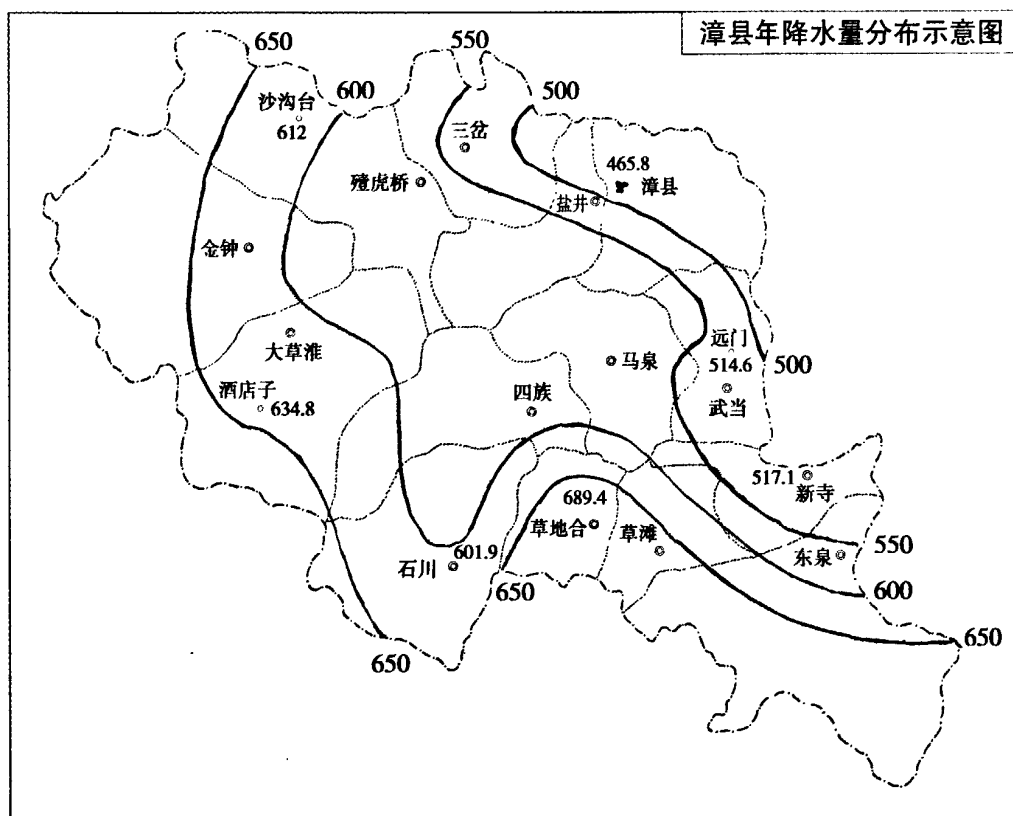 漳县年降水量分布示意图
650
550
600
500
沙沟台
612
三岔
殪虎桥
465.8
漳县
盐井
金钟
大草淮
马泉
远门
514.6
武当
500
酒店子
634.8
四族
689.4
草地合
草滩
517.1
新寺
石川
601.9
东泉
550
600
650
650
650